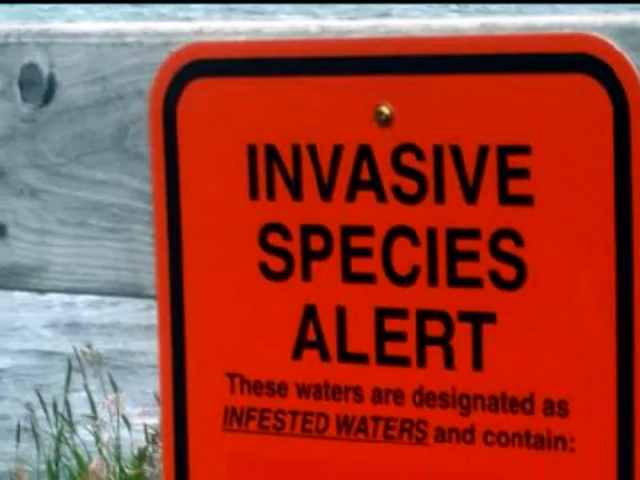 INVASIVE
SPECIES
ALERT
These waters are designated as
INFESTED WATERS and contain: